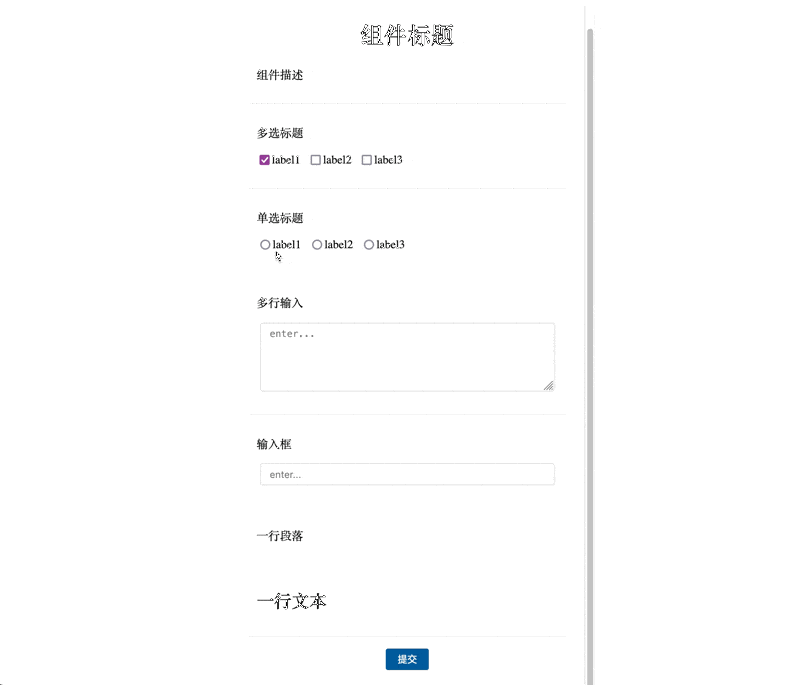 组件标题
组件描述
多选标题
label1 label2 label3
单选标题
label1 label2 label3
多行输入
enter...
输入框
enter...
一行段落
一行文本
提交